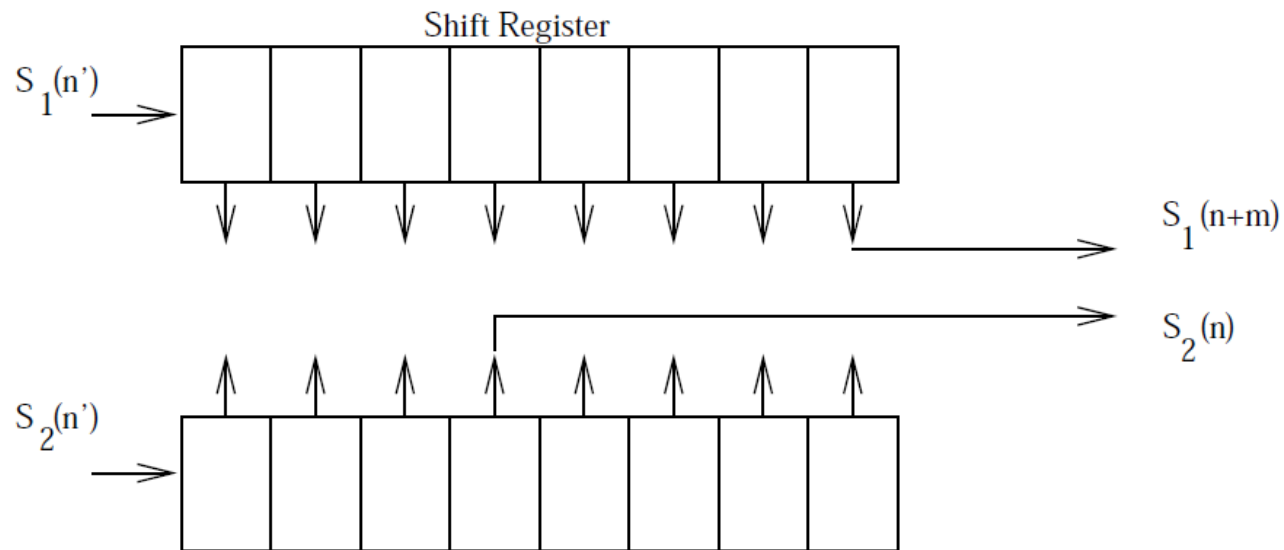 Shift Register
S1(n’)
S1(n+m)
S2(n)
S2(n’)